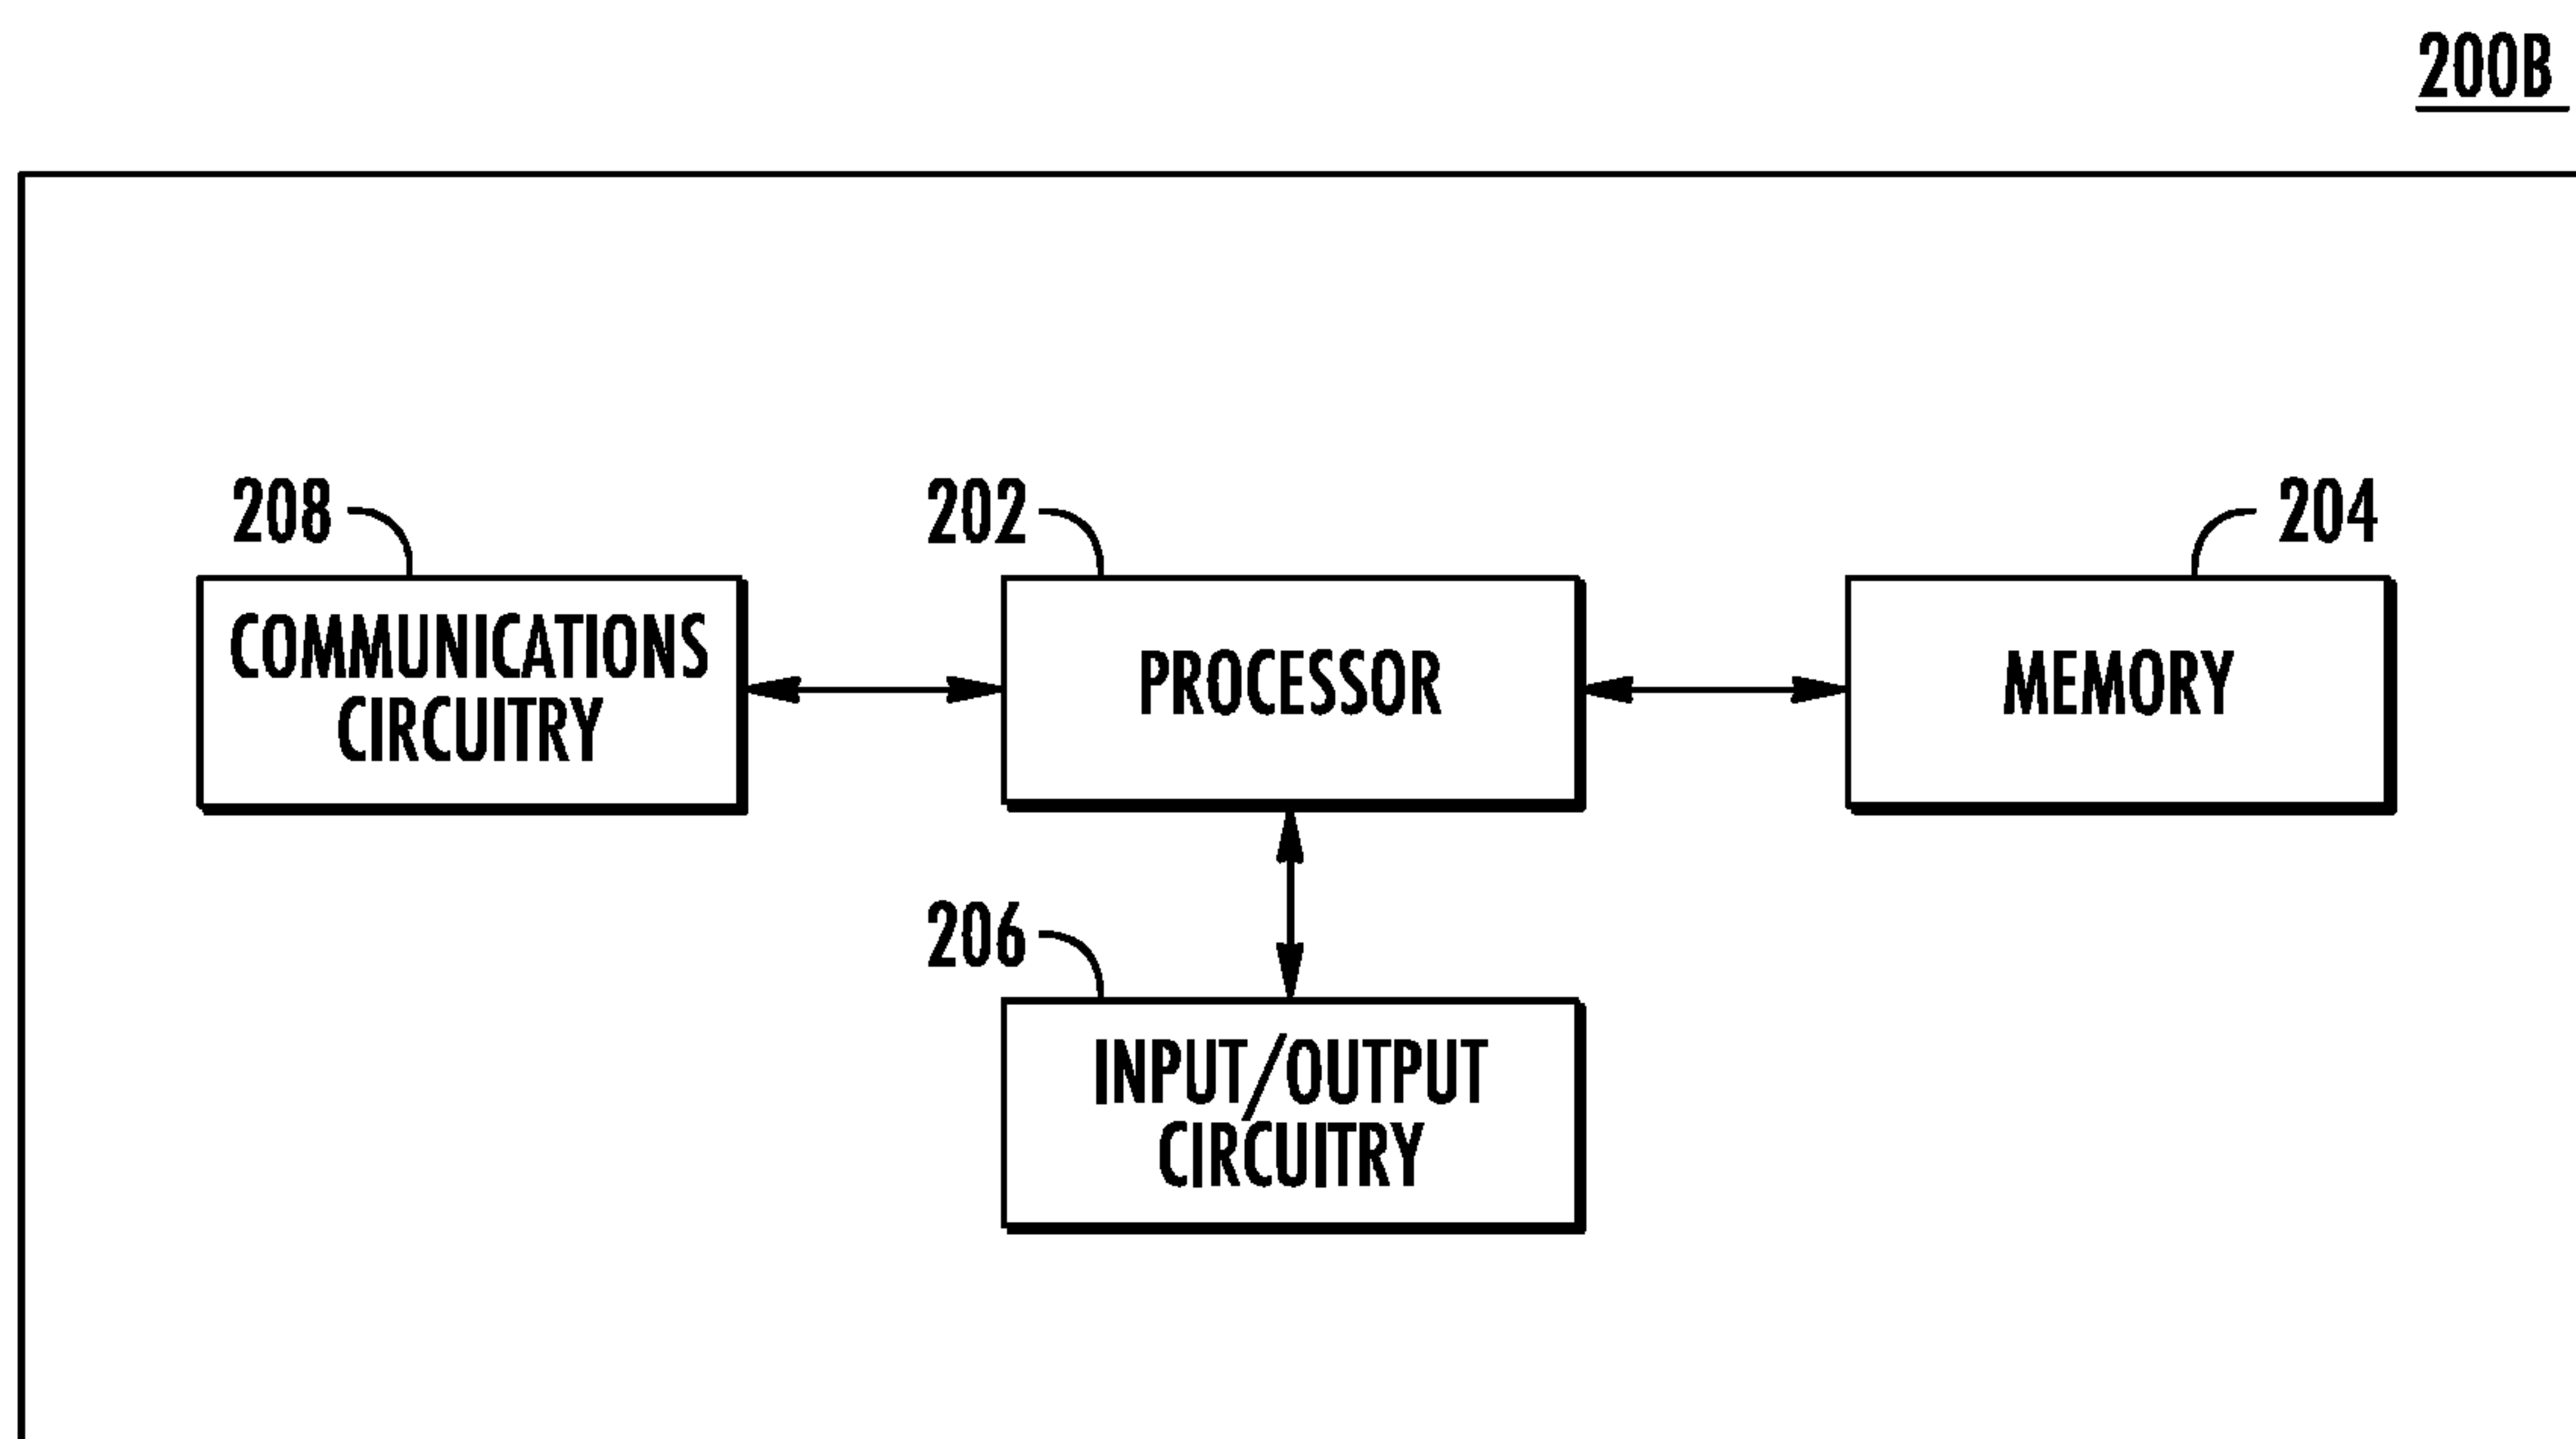 200B
208
202
204
COMMUNICATIONS
CIRCUITRY
PROCESSOR
MEMORY
206
INPUT/OUTPUT
CIRCUITRY